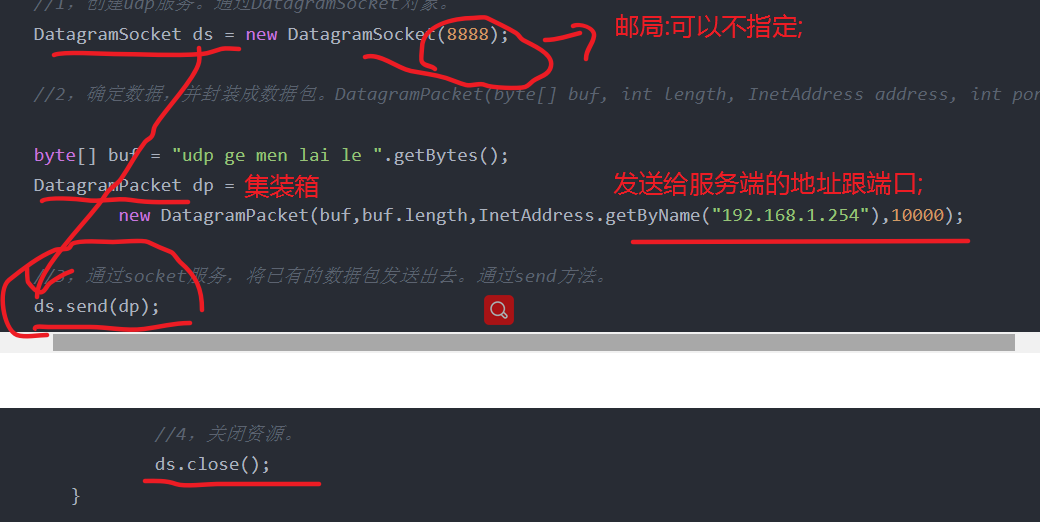 //1，创建udp服务。通过DatagramSocket对象。
DatagramSocket ds = new DatagramSocket(8888);
邮局:可以不指定;
//2，确定数据，并封装成数据包。DatagramPacket(byte[] buf, int length, InetAddress address, int por
byte[] buf = "udp ge men lai le ".getBytes();
DatagramPacket dp =
集装箱
发送给服务端的地址跟端口;
new DatagramPacket(buf,buf.length,InetAddress.getByName("192.168.1.254"),10000);
//3，通过socket服务，将已有的数据包发送出去。通过send方法。
ds.send(dp);
//4，关闭资源。
ds.close();
}